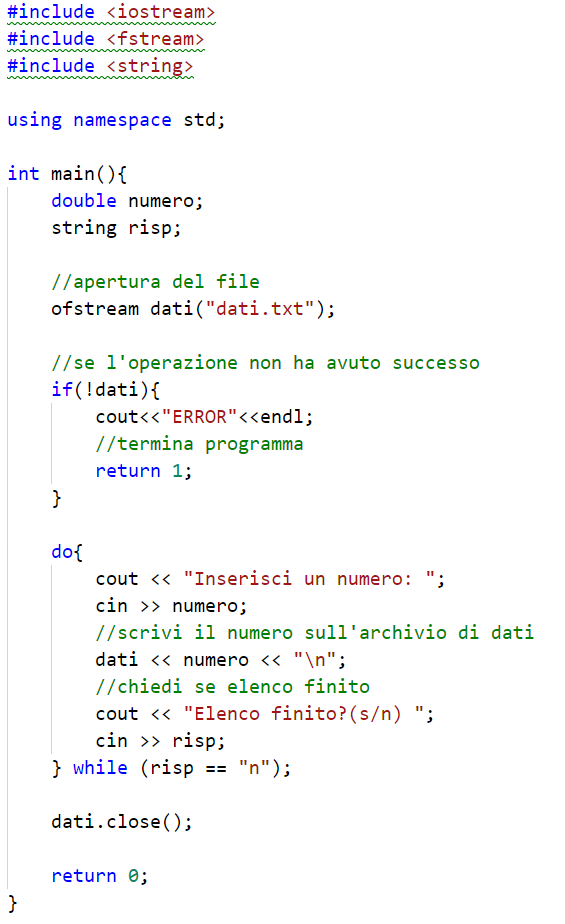 #include <iostream>
#include <fstream>
#include <string>
using namespace std;
int main(){
double numero;
string risp;
//apertura del file
ofstream dati("dati.txt");
//se l'operazione non ha avuto successo
if(!dati){
cout<<"ERROR"<<endl;
//termina programma
return 1;
}
do{
cout << "Inserisci un numero: ";
cin >> numero;
//scrivi il numero sull'archivio di dati
dati << numero << "\n";
//chiedi se elenco finito
cout << "Elenco finito?(s/n) ";
cin >> risp;
} while (risp == "n");
dati.close();
return 0;
}